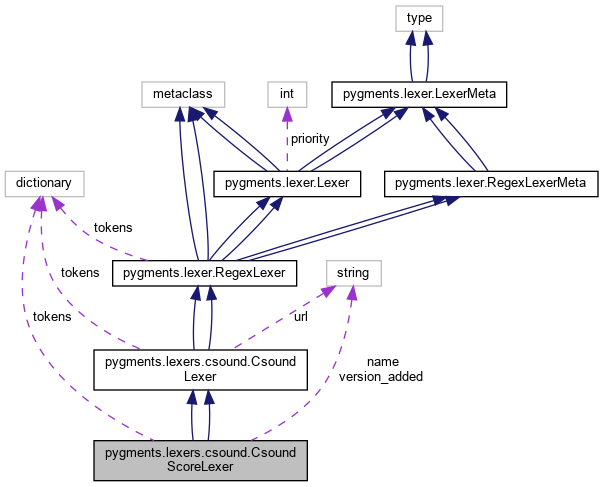 type
metaclass
int
pygments.lexer.LexerMeta
priority
dictionary
pygments.lexer.Lexer
pygments.lexer.RegexLexerMeta
tokens
pygments.lexer.RegexLexer
string
tokens
url
tokens
pygments.lexers.csound.Csound
Lexer
name
version_added
pygments.lexers.csound.Csound
ScoreLexer